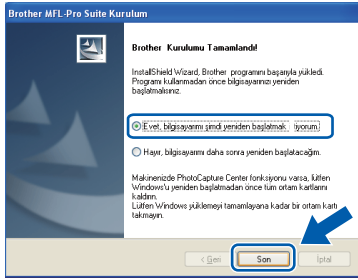 Brother MFL-Pro Suite Kurulum
Brother Kurulumu Tamamlandı!
InstallShield Wizard, Brother programını başarıyla yükledi.
Programı kullanmadan önce bilgisayarınızı yeniden
başlatmalısınız.
Evet, bilgisayarımı şimdi yeniden başlatmak iyorum.
Hayır, bilgisayarımı daha sonra yeniden başlatacağım.
Makinenizde PhotoCapture Center fonksiyonu varsa, lütfen
Windows'u yeniden başlatmadan önce tüm ortam kartlarını
kaldırın.
Lütfen Windows yüklemeyi tamamlayana kadar bir ortam kartı
takmayın.
< Geri Son İptal